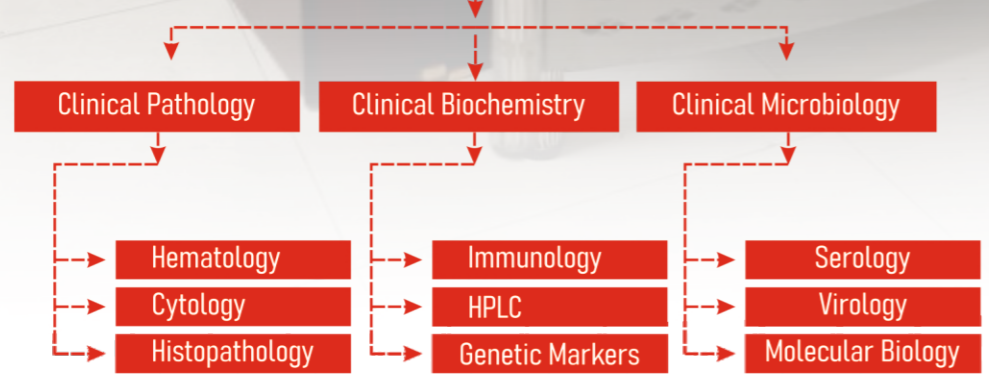 Clinical Pathology
Clinical Biochemistry
Clinical Microbiology
Hematology
Cytology
Histopathology
Immunology
HPLC
Genetic Markers
Serology
Virology
Molecular Biology